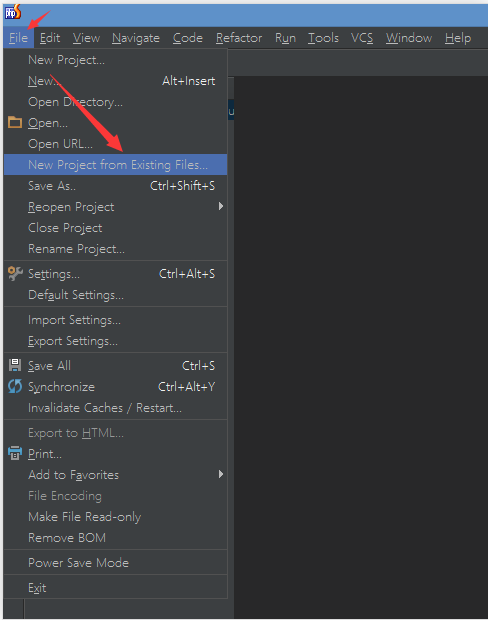 php
File Edit View Navigate Code Refactor Run Tools VCS Window Help
New Project...
New... Alt+Insert
Open Directory...
Open...
Open URL...
New Project from Existing Files...
Save As.. Ctrl+Shift+S
Reopen Project
Close Project
Rename Project...
Settings... Ctrl+Alt+S
Default Settings...
Import Settings...
Export Settings...
Save All Ctrl+S
Synchronize Ctrl+Alt+Y
Invalidate Caches / Restart...
Export to HTML...
Print...
Add to Favorites
File Encoding
Make File Read-only
Remove BOM
Power Save Mode
Exit